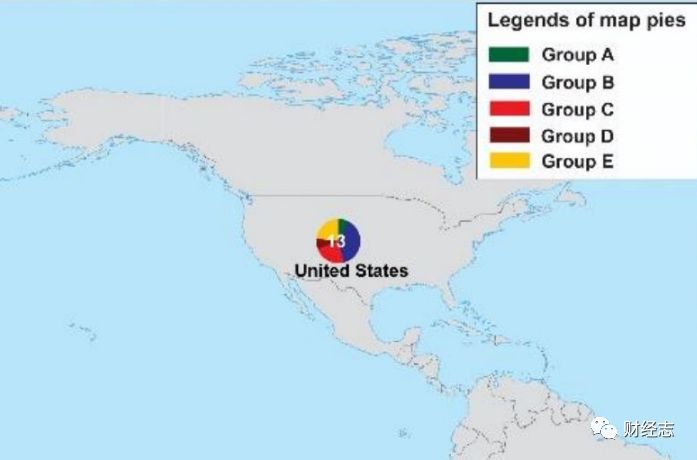 Legends of map pies
Group A
Group B
Group C
Group D
Group E
13
United States
财经志